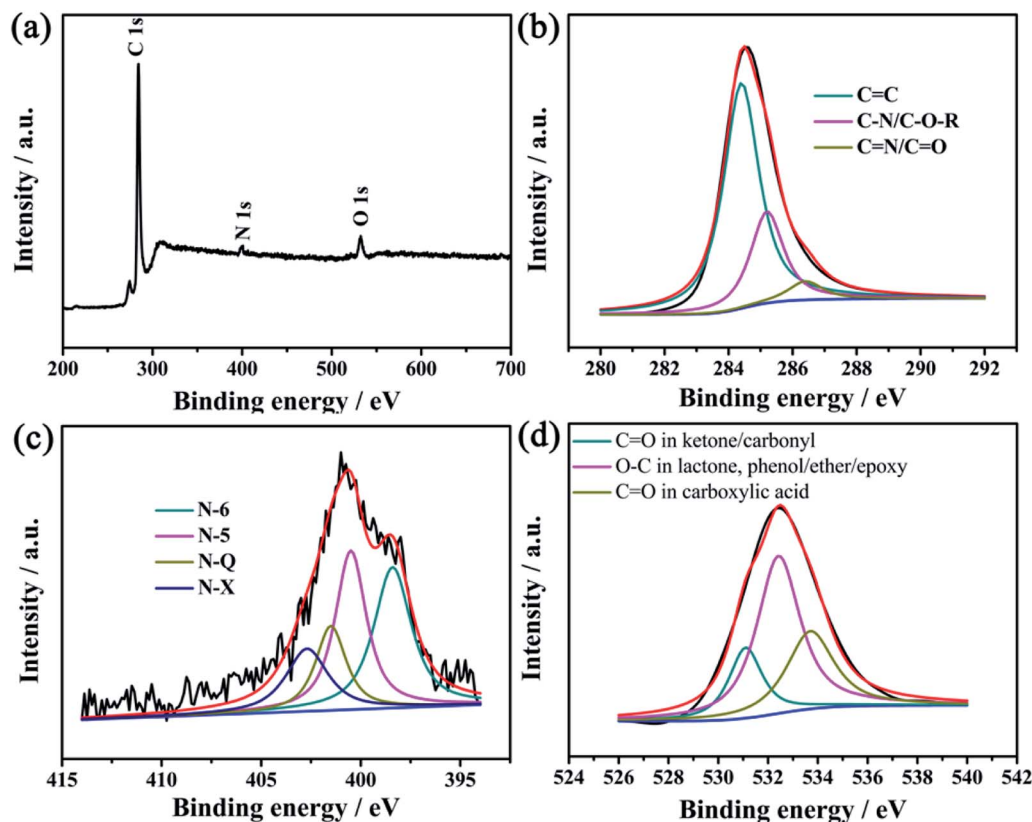 (a)
C 1s
N 1s
O 1s
Intensity / a.u.
200 300 400 500 600 700
Binding energy / eV
(b)
C=C
C-N/C-O-R
C=N/C=O
Intensity / a.u.
280 282 284 286 288 290 292
Binding energy / eV
(c)
N-6
N-5
N-Q
N-X
Intensity / a.u.
415 410 405 400 395
Binding energy / eV
(d)
C=O in ketone/carbonyl
O-C in lactone, phenol/ether/epoxy
C=O in carboxylic acid
Intensity / a.u.
524 526 528 530 532 534 536 538 540 542
Binding energy / eV